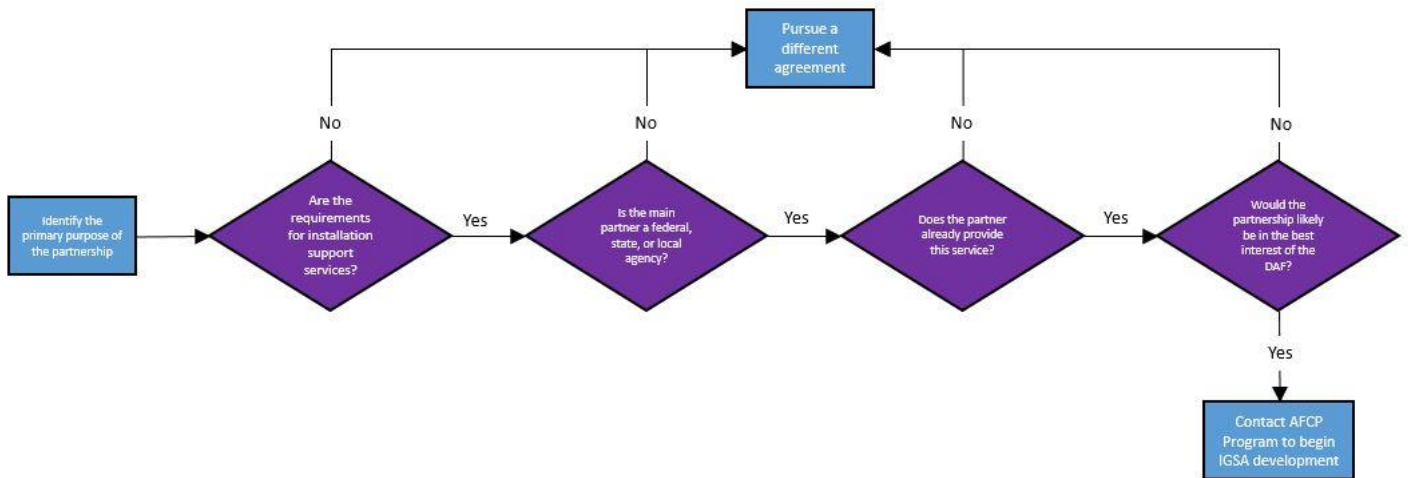 Pursue a
different
agreement
No
No
No
No
Identify the
primary purpose of
the partnership
Are the
requirements
for installation
support
services?
Yes
Is the main
partner a federal,
state, or local
agency?
Yes
Does the partner
already provide
this service?
Yes
Would the
partnership likely
be in the best
interest of the
DAF?
Yes
Contact AFCP
Program to begin
IGSA development